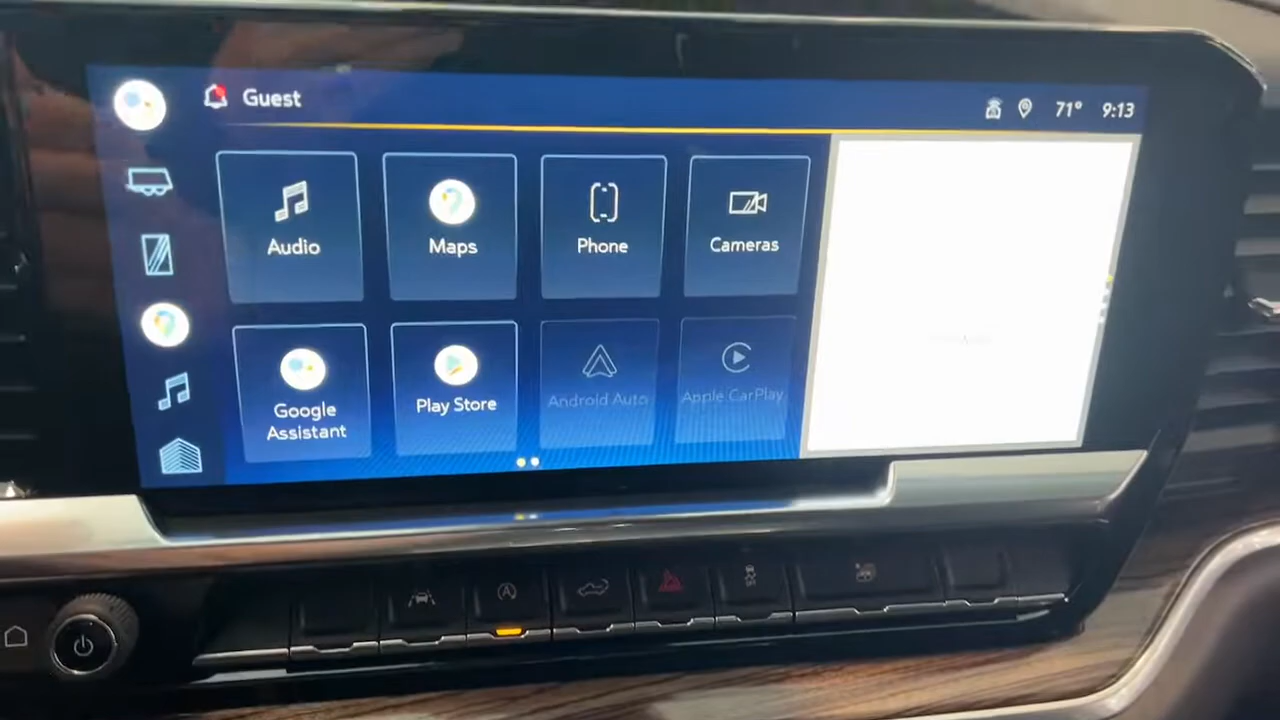 Guest
71° 9:13
Audio
Maps
Phone
Cameras
Google
Assistant
Play Store
Android Auto
Apple CarPlay